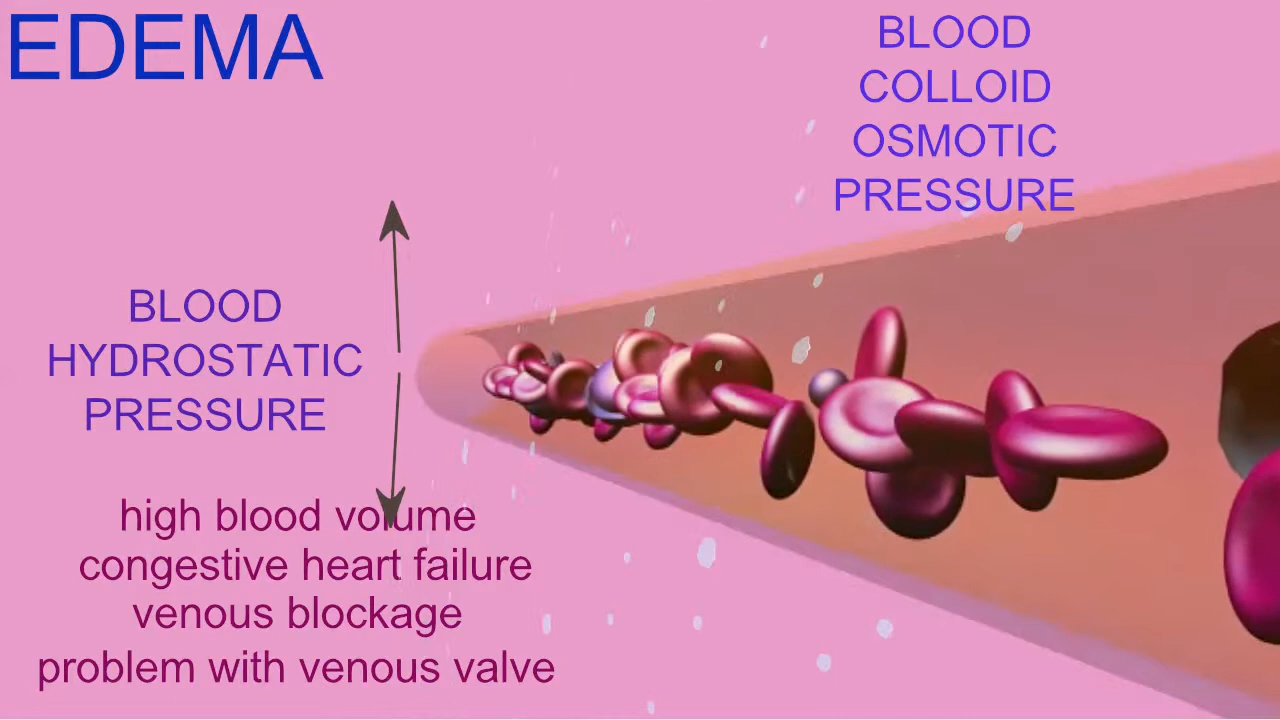 EDEMA
BLOOD
COLLOID
OSMOTIC
PRESSURE
BLOOD
HYDROSTATIC
PRESSURE
high blood volume
congestive heart failure
venous blockage
problem with venous valve